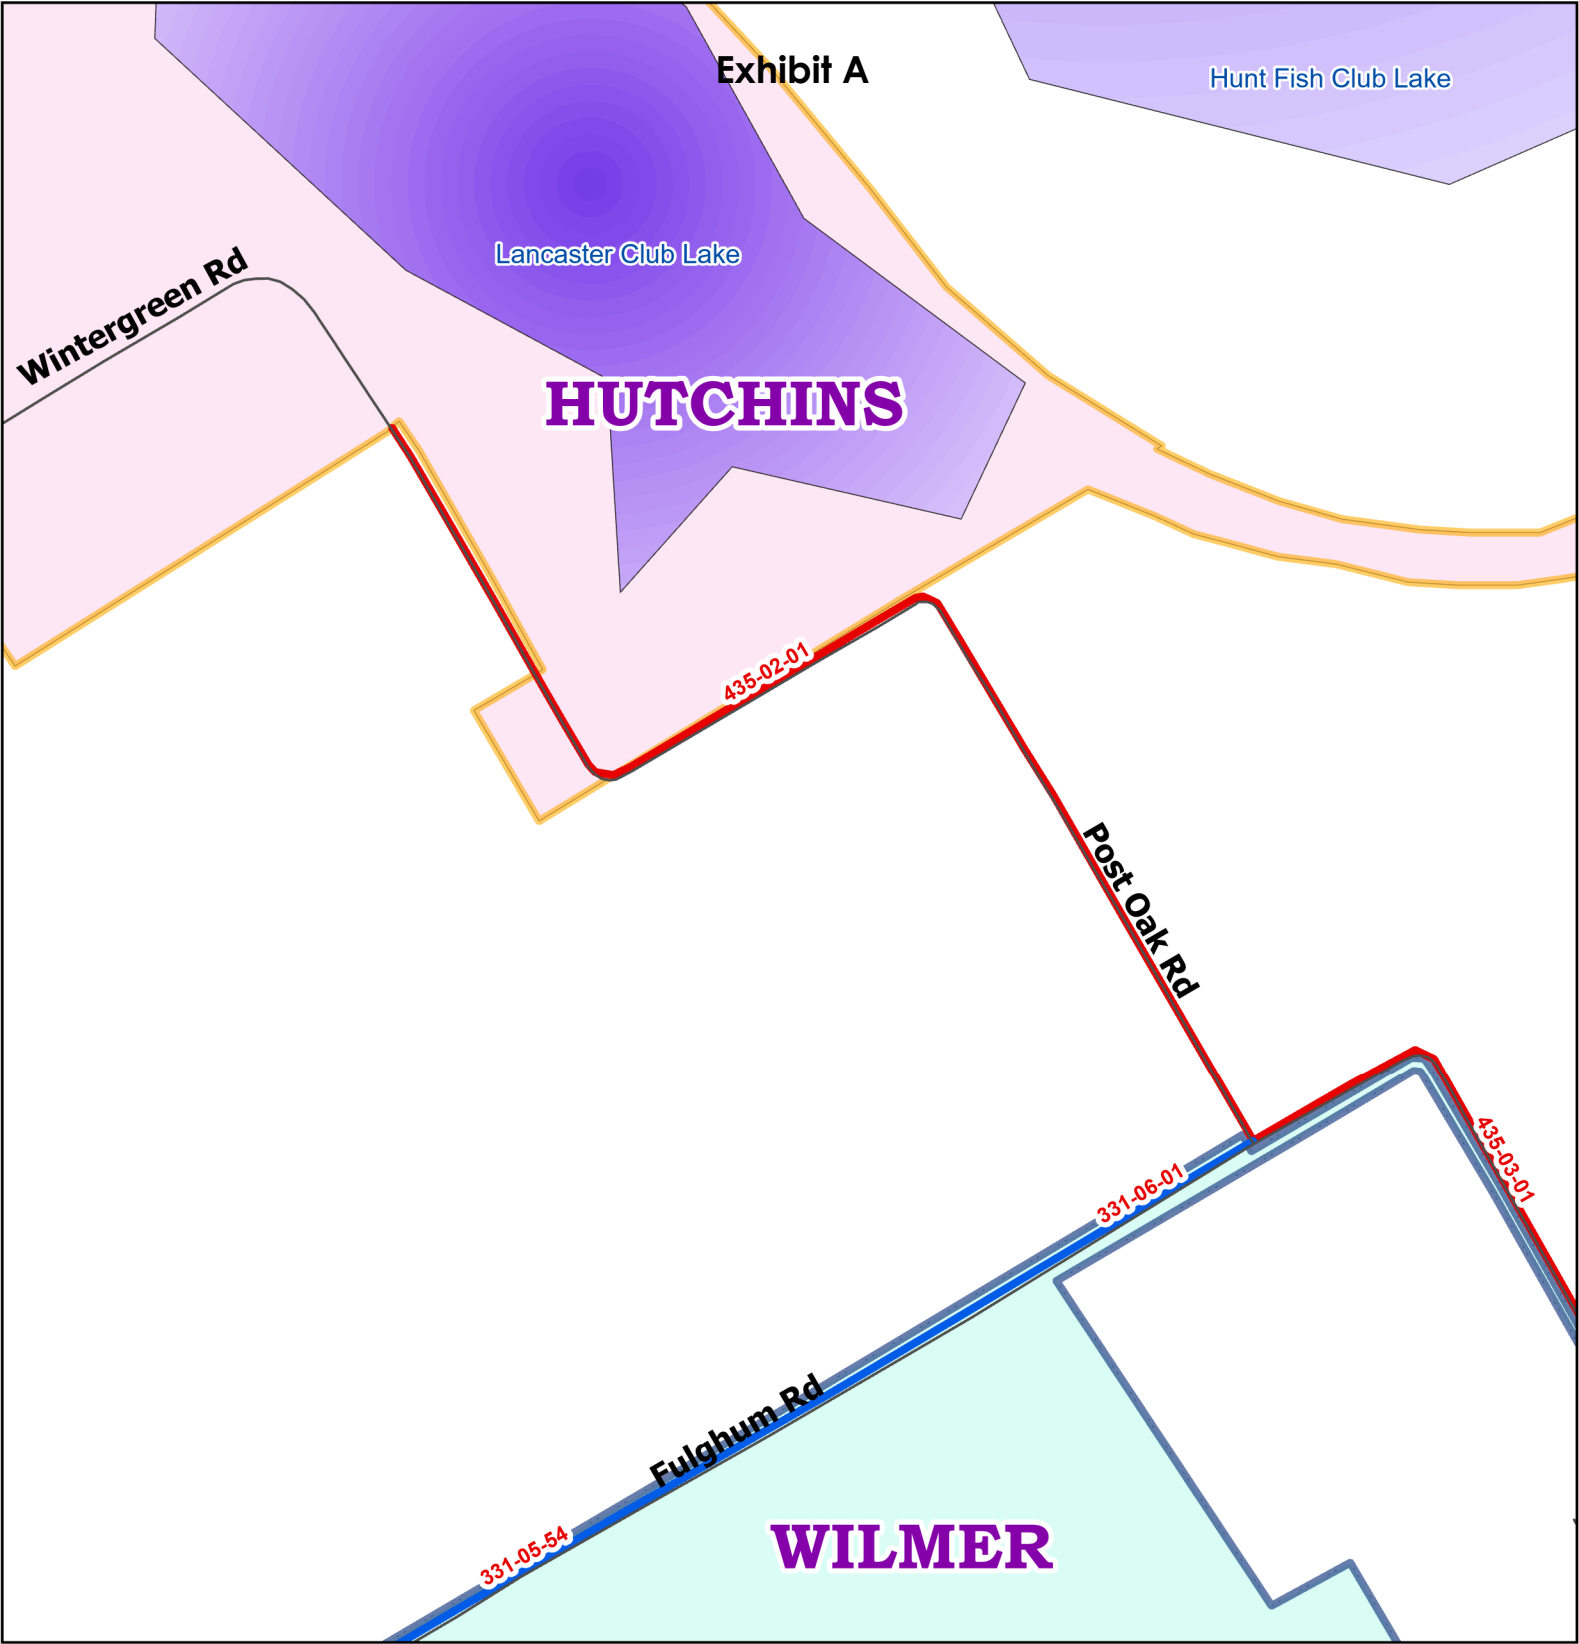 Exhibit A
Hunt Fish Club Lake
Lancaster Club Lake
Wintergreen Rd
HUTCHINS
435-02-01
Post Oak Rd
435-03-01
331-06-01
Fulghum Rd
331-05-54
WILMER